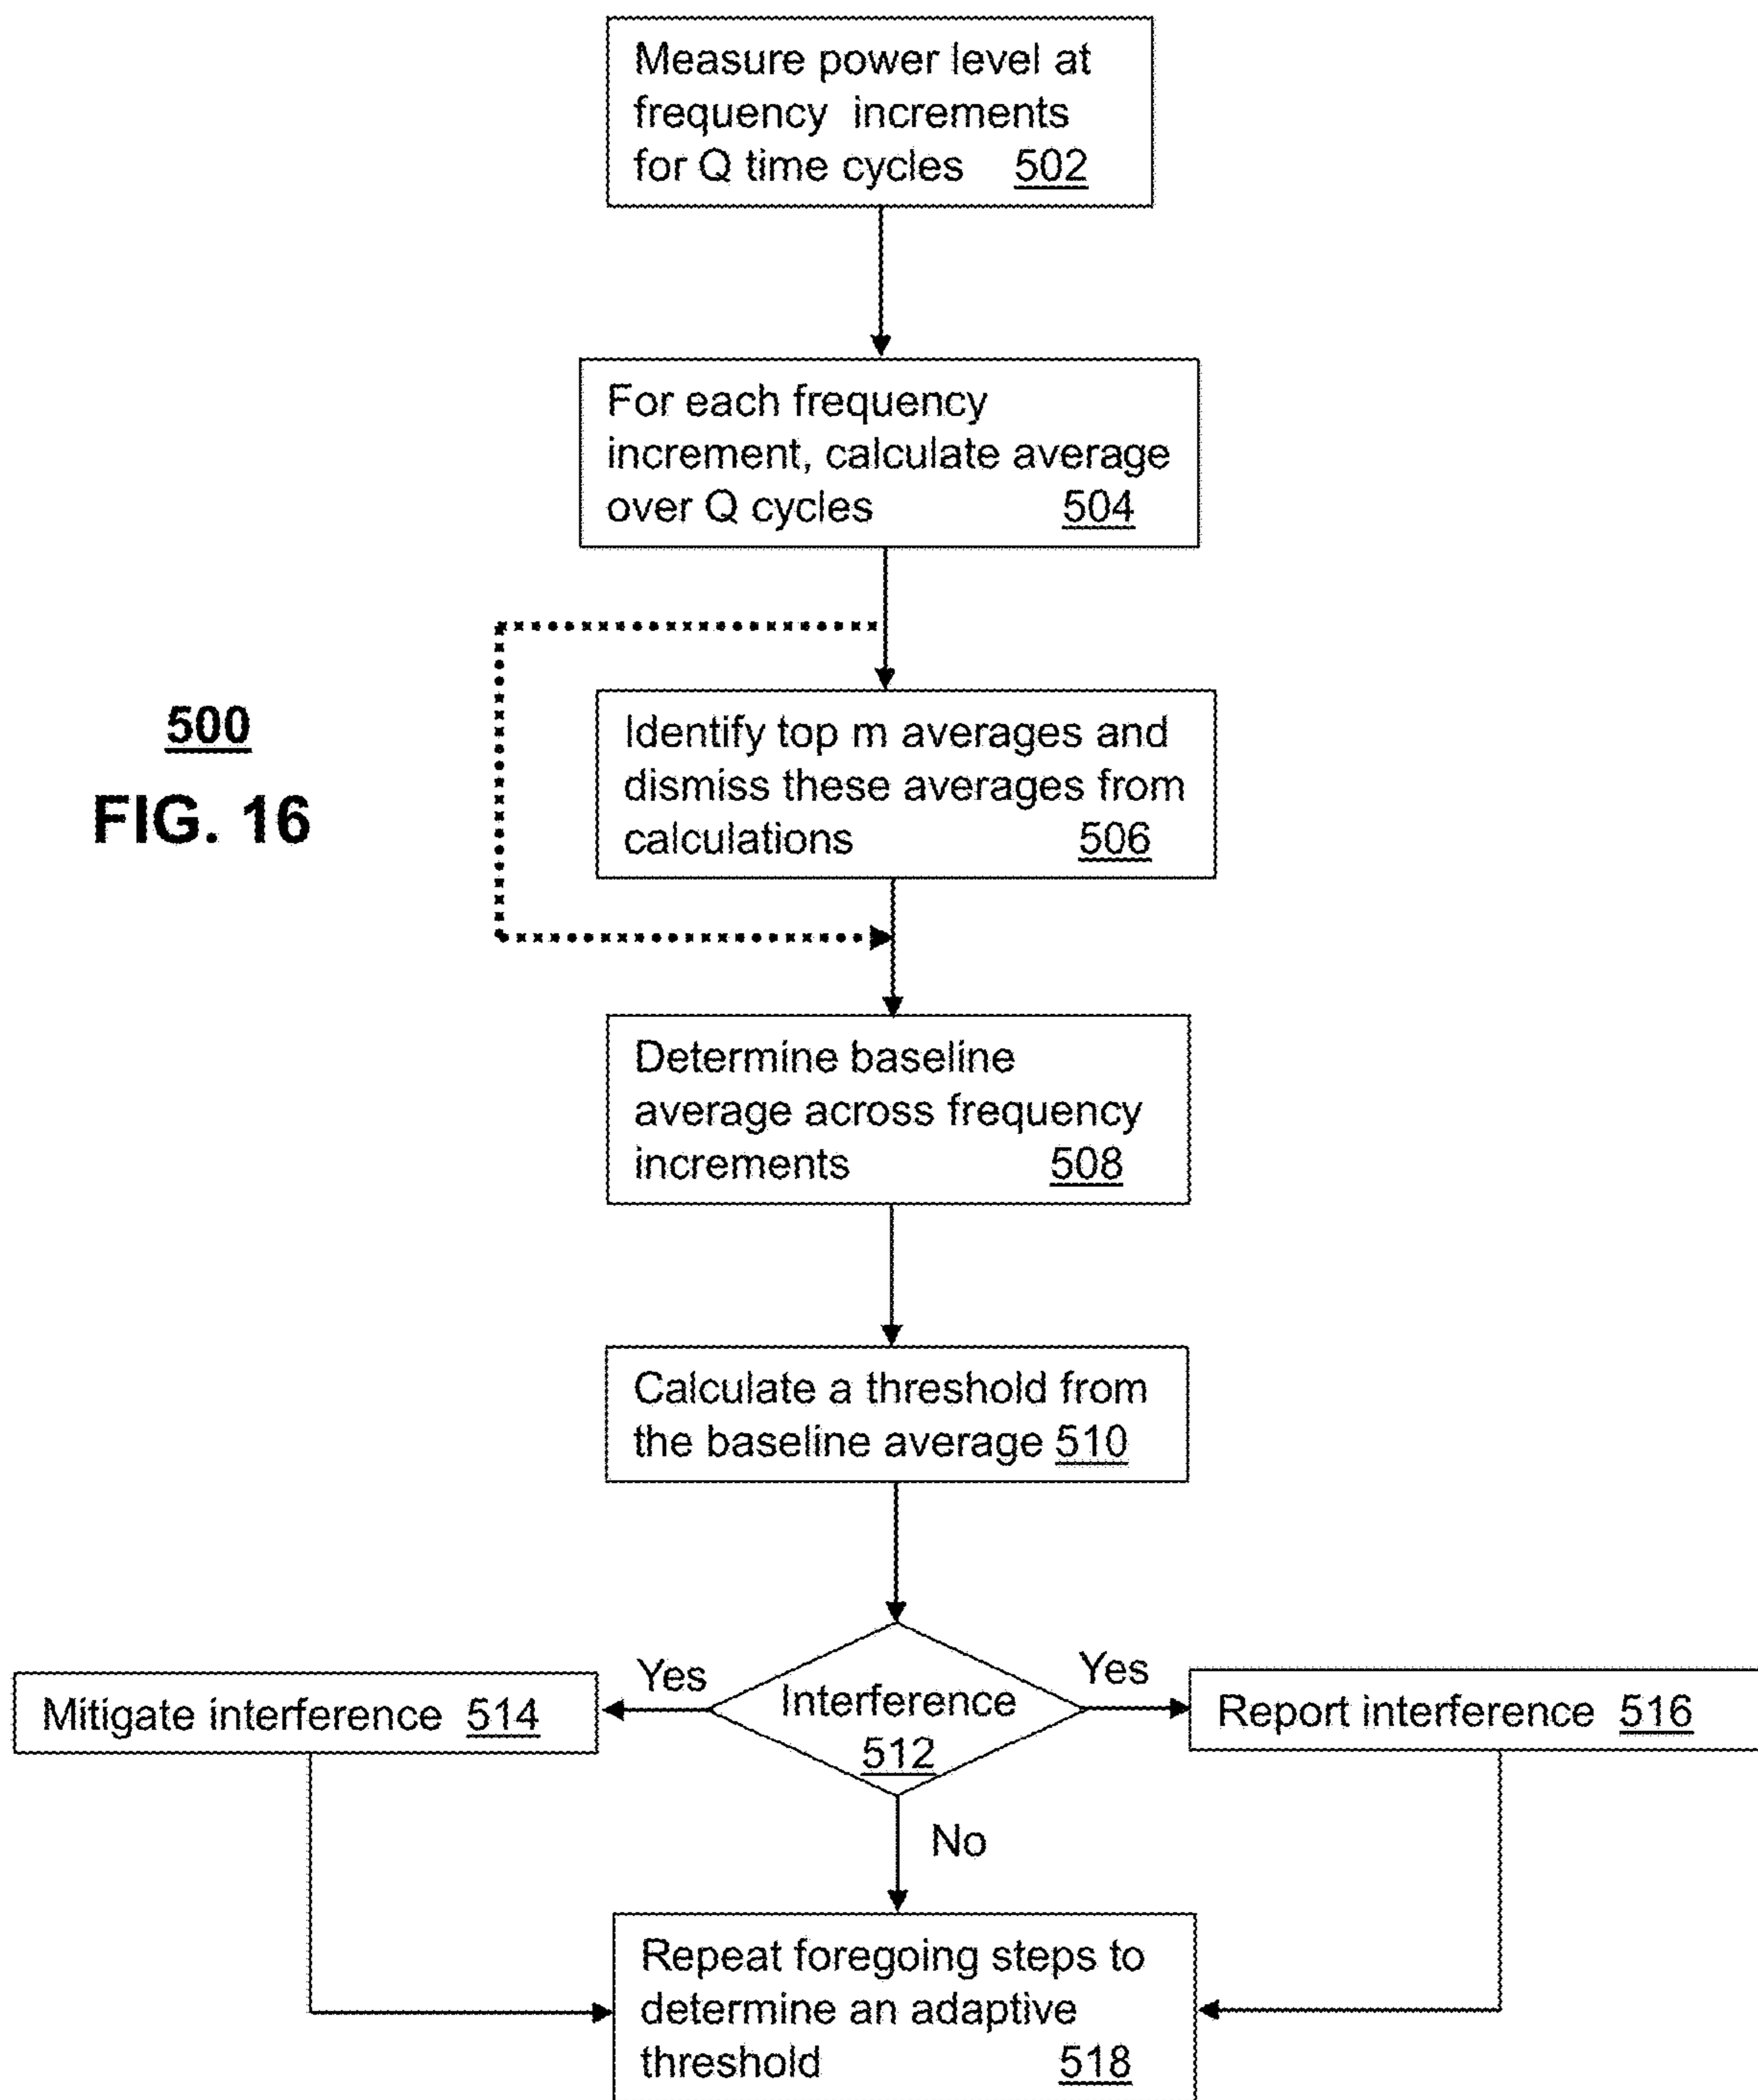 Measure power level at
frequency increments
for Q time cycles 502
For each frequency
increment, calculate average
over Q cycles 504
500
FIG. 16
Identify top m averages and
dismiss these averages from
calculations 506
Determine baseline
average across frequency
increments 508
Calculate a threshold from
the baseline average 510
Yes
Yes
Mitigate interference 514
Interference
512
Report interference 516
No
Repeat foregoing steps to
determine an adaptive
threshold 518